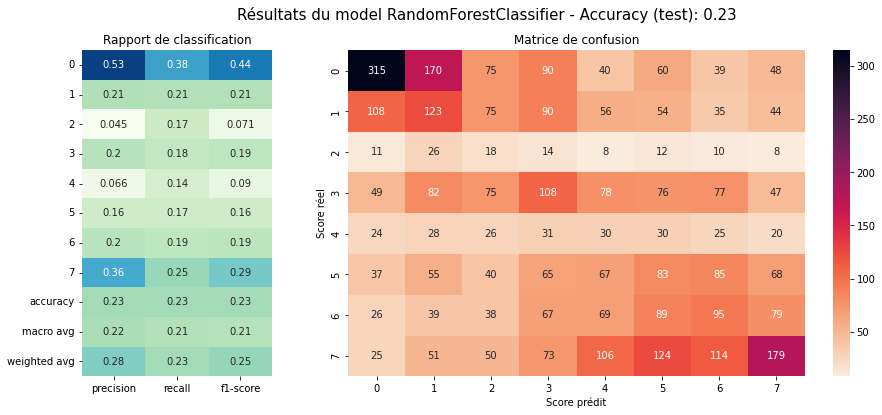 Résultats du model RandomForestClassifier - Accuracy (test): 0.23
Rapport de classification
0 0.53 0.38 0.44
1 0.21 0.21 0.21
2 0.045 0.17 0.071
3 0.2 0.18 0.19
4 0.066 0.14 0.09
5 0.16 0.17 0.16
6 0.2 0.19 0.19
7 0.36 0.25 0.29
accuracy 0.23 0.23 0.23
macro avg 0.22 0.21 0.21
weighted avg 0.28 0.23 0.25
precision recall f1-score
Matrice de confusion
Score réel
0 315 170 75 90 40 60 39 48
1 108 123 75 90 56 54 35 44
2 11 26 18 14 8 12 10 8
3 49 82 75 108 78 76 77 47
4 24 28 26 31 30 30 25 20
5 37 55 40 65 67 83 85 68
6 26 39 38 67 69 89 95 79
7 25 51 50 73 106 124 114 179
0 1 2 3 4 5 6 7
Score prédit
300
250
200
150
100
50